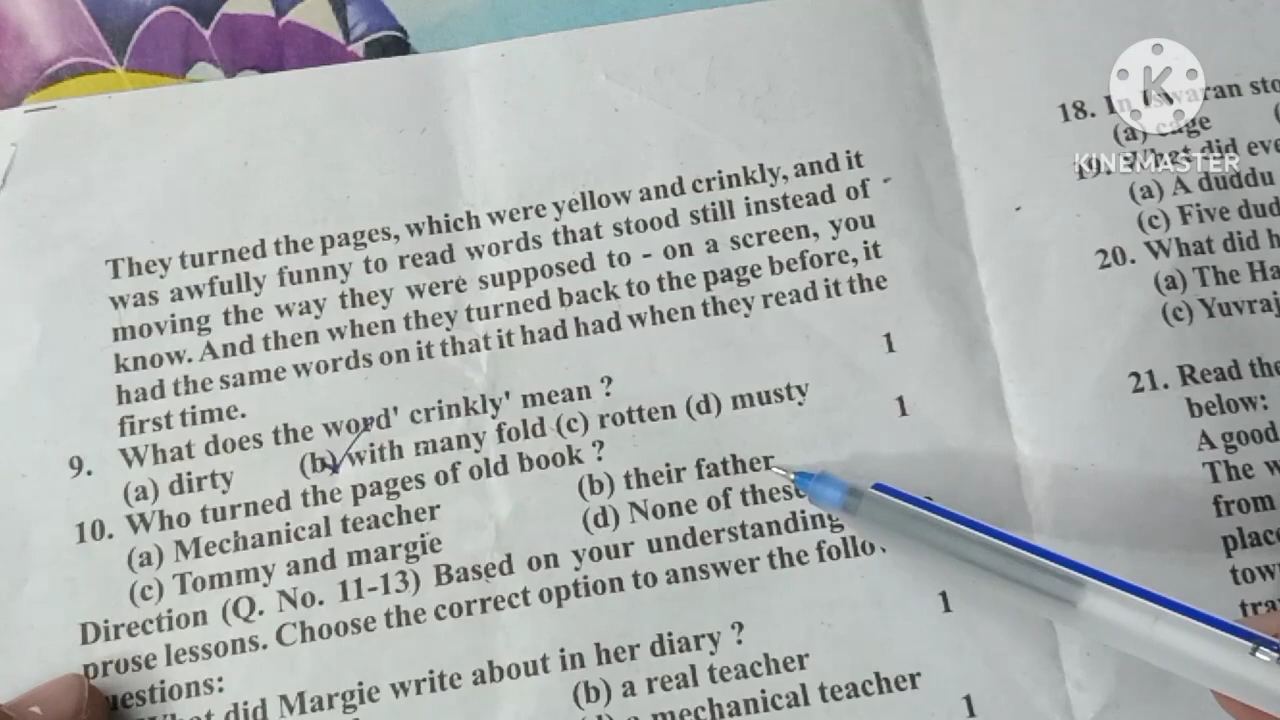 They turned the pages, which were yellow and crinkly, and it
was awfully funny to read words that stood still instead of
moving the way they were supposed to - on a screen, you
know. And then when they turned back to the page before, it
had the same words on it that it had had when they read it the
first time.
1
9. What does the word' crinkly' mean ?
(a) dirty (b) with many fold (c) rotten (d) musty
1
10. Who turned the pages of old book ?
(a) Mechanical teacher (b) their father
(c) Tommy and margie (d) None of these
Direction (Q. No. 11-13) Based on your understanding
prose lessons. Choose the correct option to answer the
uestions:
1
did Margie write about in her diary ?
(b) a real teacher
a mechanical teacher
1
18. In Iswaran
(a) cage
19. What did
(a) A duddu
(c) Five
20. What did
(a) The
(c)
21. Read the
below:
A good
The
from
KINEMASTER